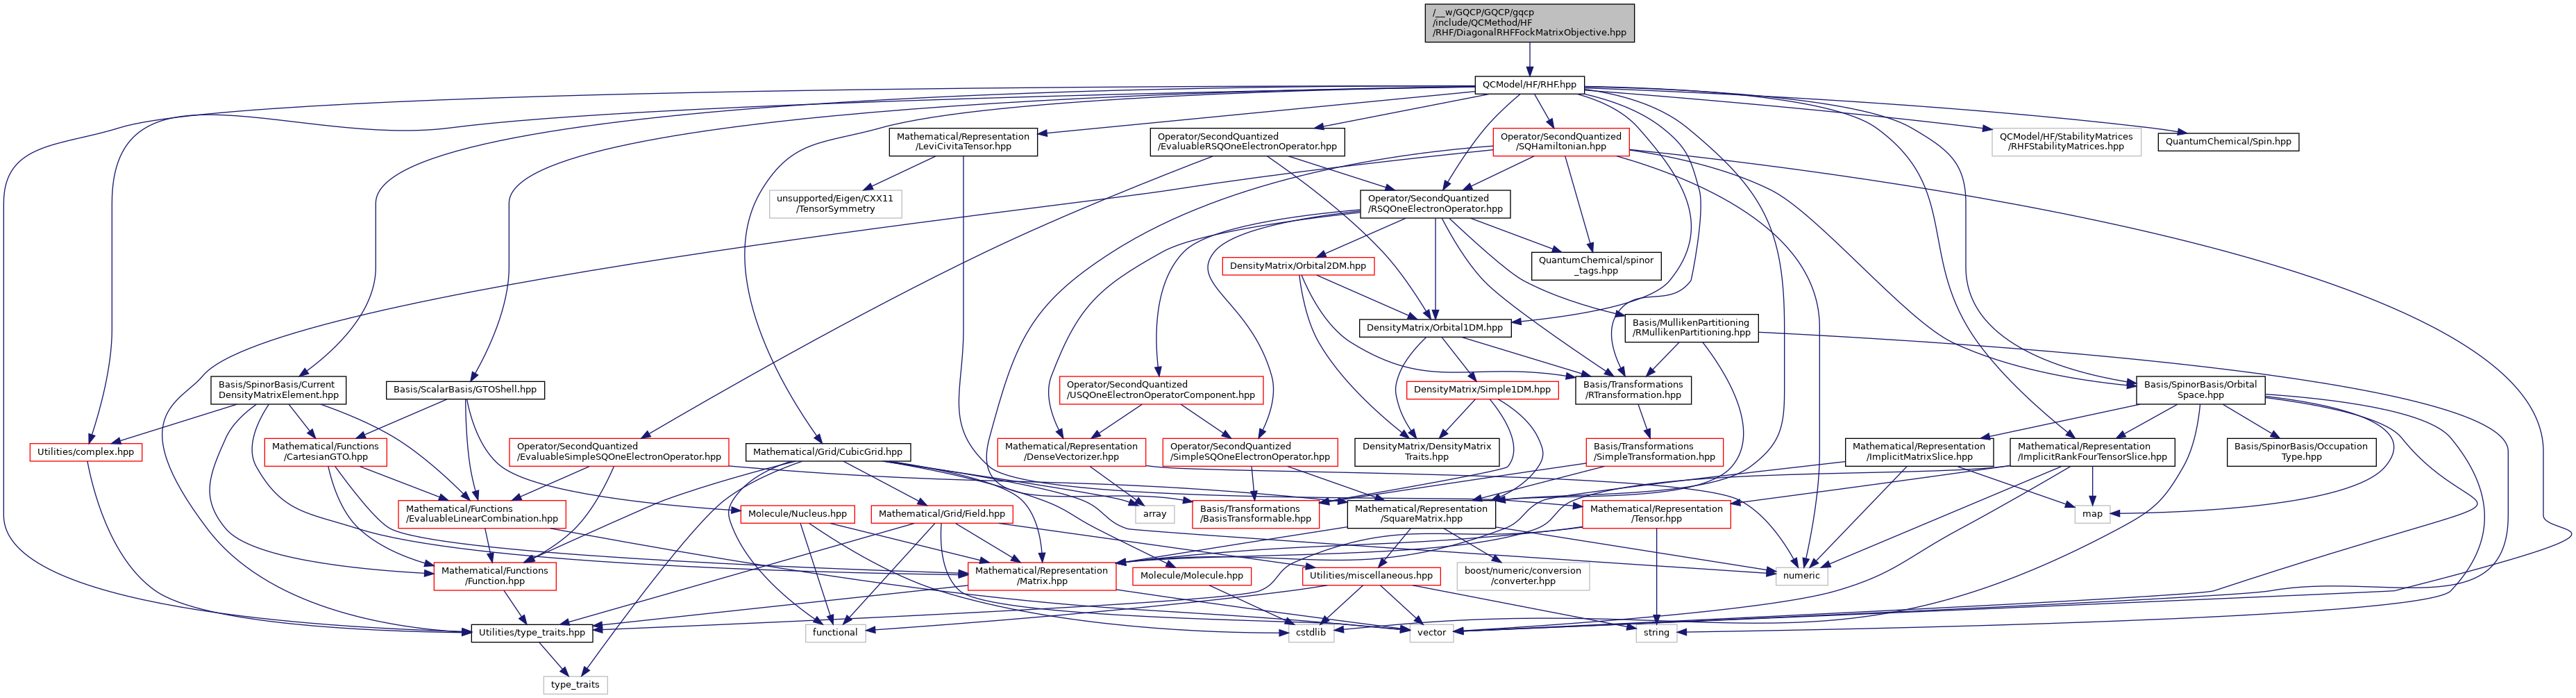 /__w/GQCP/GQCP/gqcp
/include/QCMethod/HF
/RHF/DiagonalRHFFockMatrixObjective.hpp
QCModel/HF/RHF.hpp
Mathematical/Representation
/LeviCivitaTensor.hpp
Operator/SecondQuantized
/EvaluableRSQOneElectronOperator.hpp
Operator/SecondQuantized
/SQHamiltonian.hpp
QCModel/HF/StabilityMatrices
/RHFStabilityMatrices.hpp
QuantumChemical/Spin.hpp
unsupported/Eigen/CXX11
/TensorSymmetry
Operator/SecondQuantized
/RSQOneElectronOperator.hpp
DensityMatrix/Orbital2DM.hpp
QuantumChemical/spinor
_tags.hpp
DensityMatrix/Orbital1DM.hpp
Basis/MullikenPartitioning
/RMullikenPartitioning.hpp
Basis/SpinorBasis/Current
DensityMatrixElement.hpp
Basis/ScalarBasis/GTOShell.hpp
Operator/SecondQuantized
/USQOneElectronOperatorComponent.hpp
DensityMatrix/Simple1DM.hpp
Basis/Transformations
/RTransformation.hpp
Basis/SpinorBasis/Orbital
Space.hpp
Utilities/complex.hpp
Mathematical/Functions
/CartesianGTO.hpp
Operator/SecondQuantized
/EvaluableSimpleSQOneElectronOperator.hpp
Mathematical/Grid/CubicGrid.hpp
Mathematical/Representation
/DenseVectorizer.hpp
Operator/SecondQuantized
/SimpleSQOneElectronOperator.hpp
DensityMatrix/DensityMatrix
Traits.hpp
Basis/Transformations
/SimpleTransformation.hpp
Mathematical/Representation
/ImplicitMatrixSlice.hpp
Mathematical/Representation
/ImplicitRankFourTensorSlice.hpp
Basis/SpinorBasis/Occupation
Type.hpp
Mathematical/Functions
/EvaluableLinearCombination.hpp
Molecule/Nucleus.hpp
Mathematical/Grid/Field.hpp
array
Basis/Transformations
/BasisTransformable.hpp
Mathematical/Representation
/SquareMatrix.hpp
Mathematical/Representation
/Tensor.hpp
map
Mathematical/Functions
/Function.hpp
Mathematical/Representation
/Matrix.hpp
Molecule/Molecule.hpp
Utilities/miscellaneous.hpp
boost/numeric/conversion
/converter.hpp
numeric
Utilities/type_traits.hpp
functional
cstdlib
vector
string
type_traits